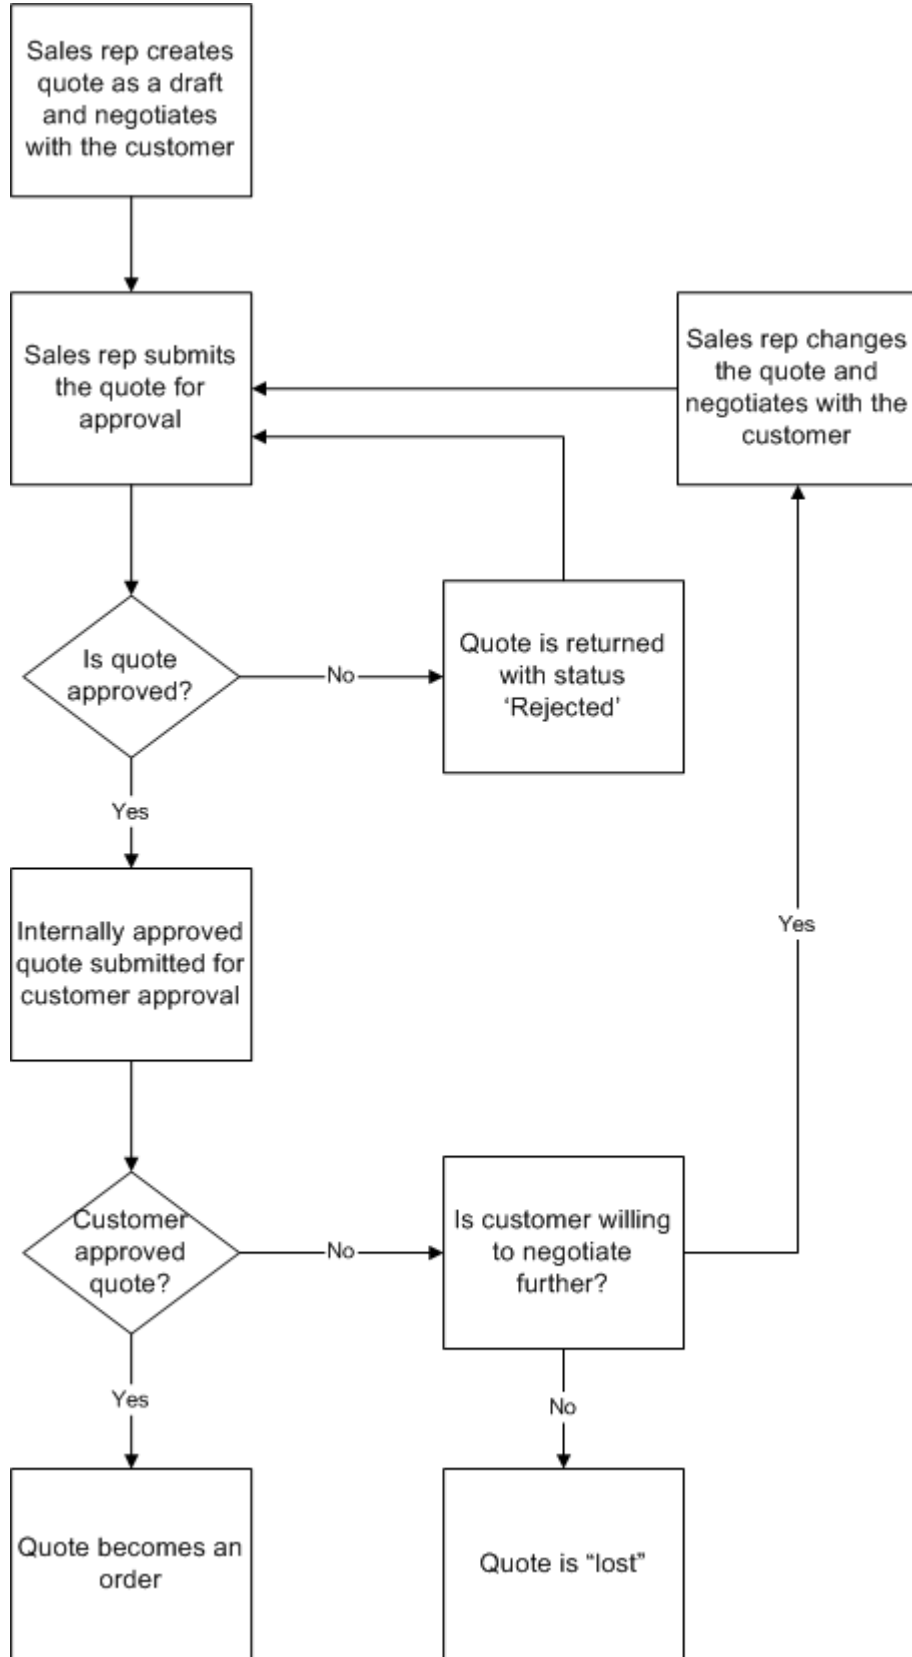 Sales rep creates
quote as a draft
and negotiates
with the customer
Sales rep submits
the quote for
approval
Sales rep changes
the quote and
negotiates with the
customer
Is quote
approved?
No
Quote is returned
with status
‘Rejected’
Yes
Internally approved
quote submitted for
customer approval
Yes
Customer
approved
quote?
No
Is customer willing
to negotiate
further?
Yes
No
Quote becomes an
order
Quote is “lost”